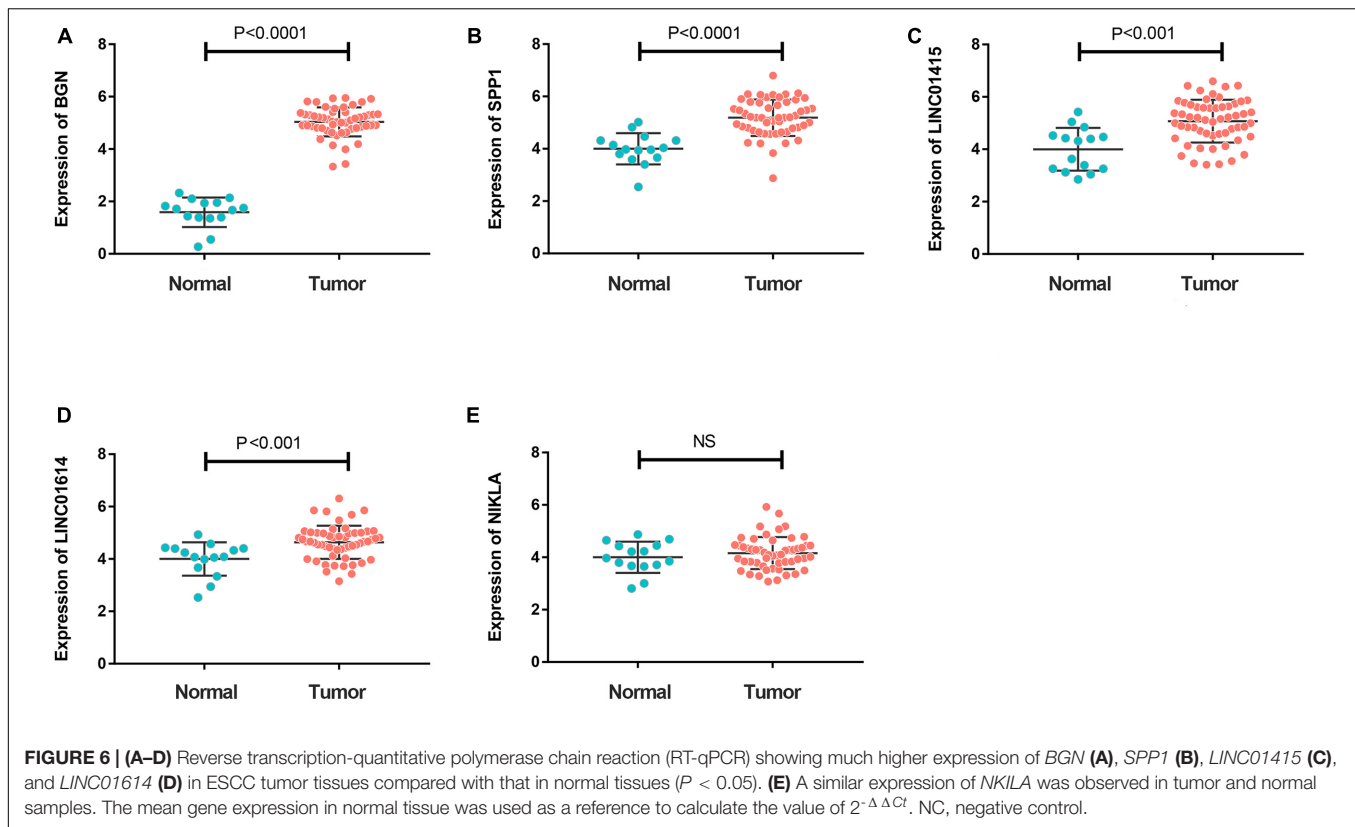 A
P<0.0001
Expression of BGN
8
6
4
2
0
Normal Tumor
B
P<0.0001
Expression of SPP1
8
6
4
2
0
Normal Tumor
C
P<0.001
Expression of LINC01415
8
6
4
2
0
Normal Tumor
D
P<0.001
Expression of LINC01614
8
6
4
2
0
Normal Tumor
E
NS
Expression of NIKLA
8
6
4
2
0
Normal Tumor
FIGURE 6 | (A–D) Reverse transcription-quantitative polymerase chain reaction (RT-qPCR) showing much higher expression of BGN (A), SPP1 (B), LINC01415 (C),
and LINC01614 (D) in ESCC tumor tissues compared with that in normal tissues (P < 0.05). (E) A similar expression of NKILA was observed in tumor and normal
samples. The mean gene expression in normal tissue was used as a reference to calculate the value of 2-ΔΔCt. NC, negative control.